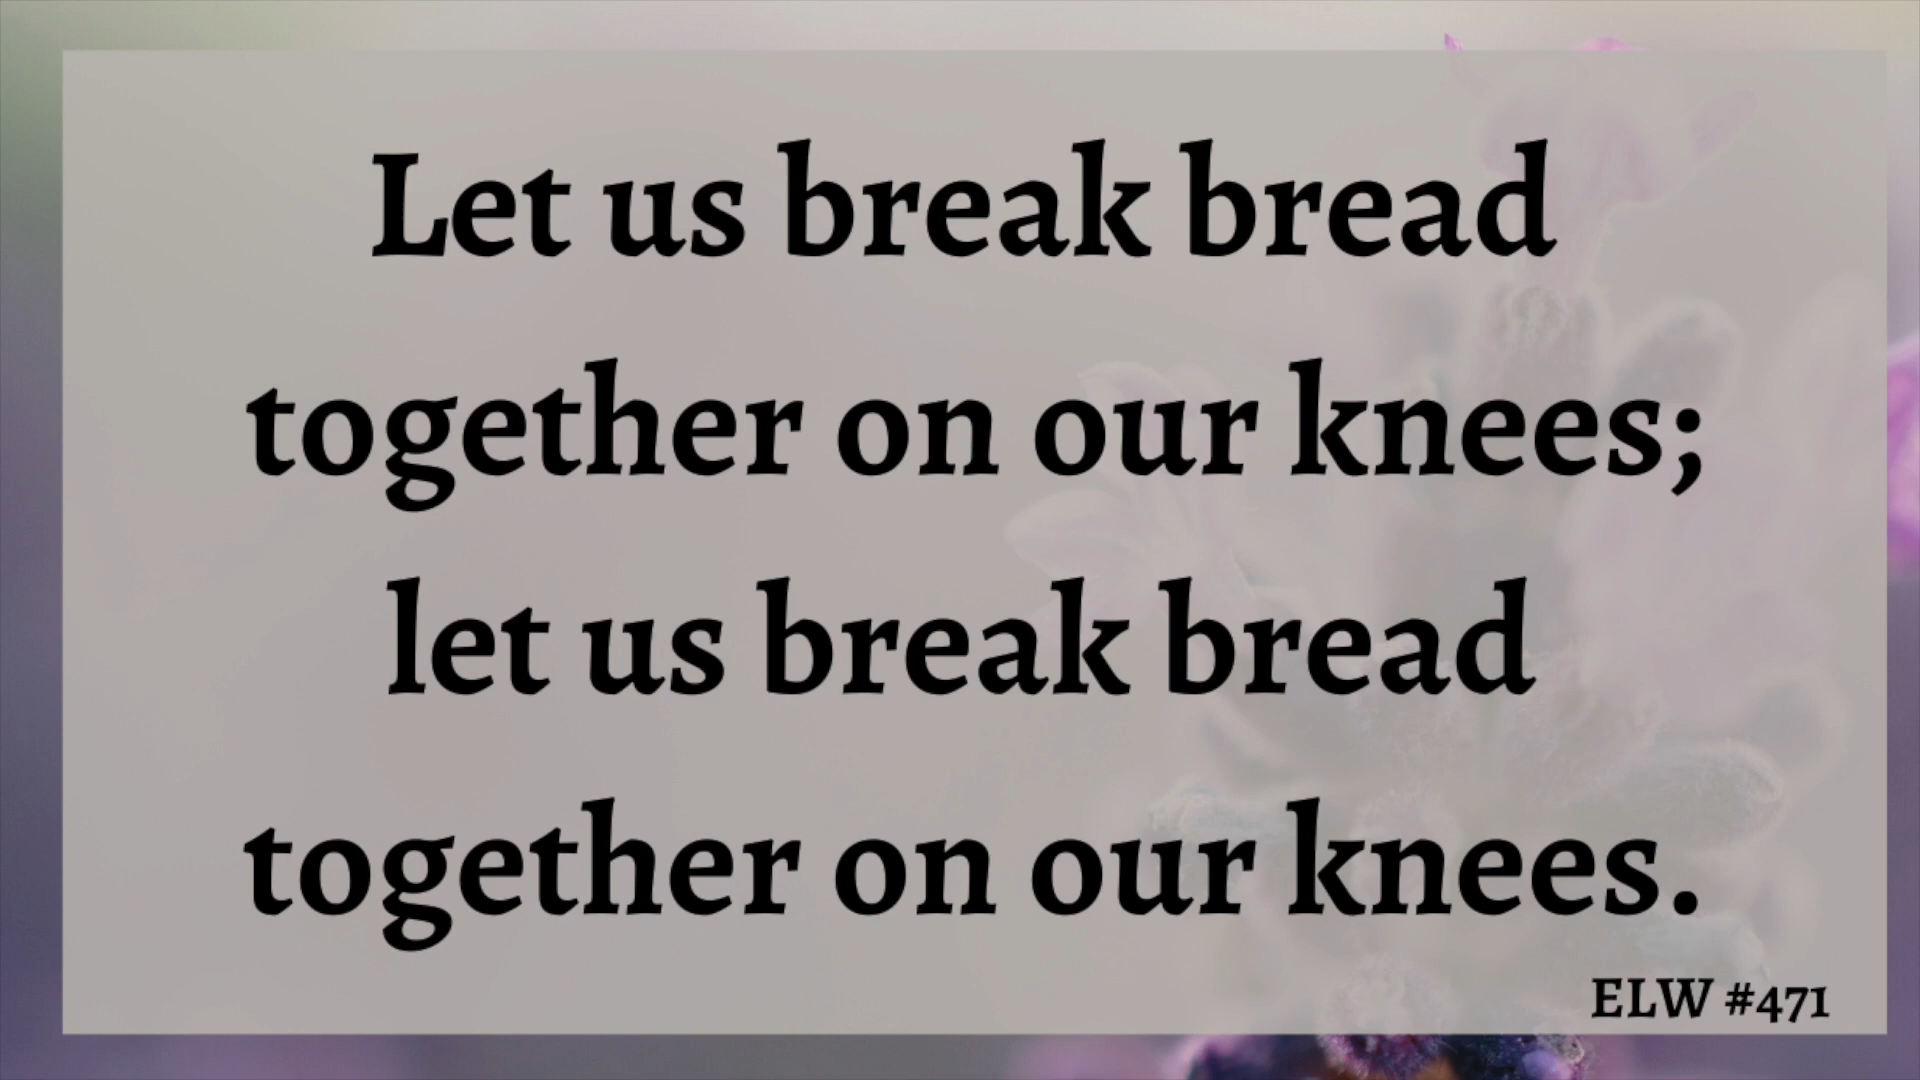 Let us break bread
together on our knees;
let us break bread
together on our knees.
ELW #471